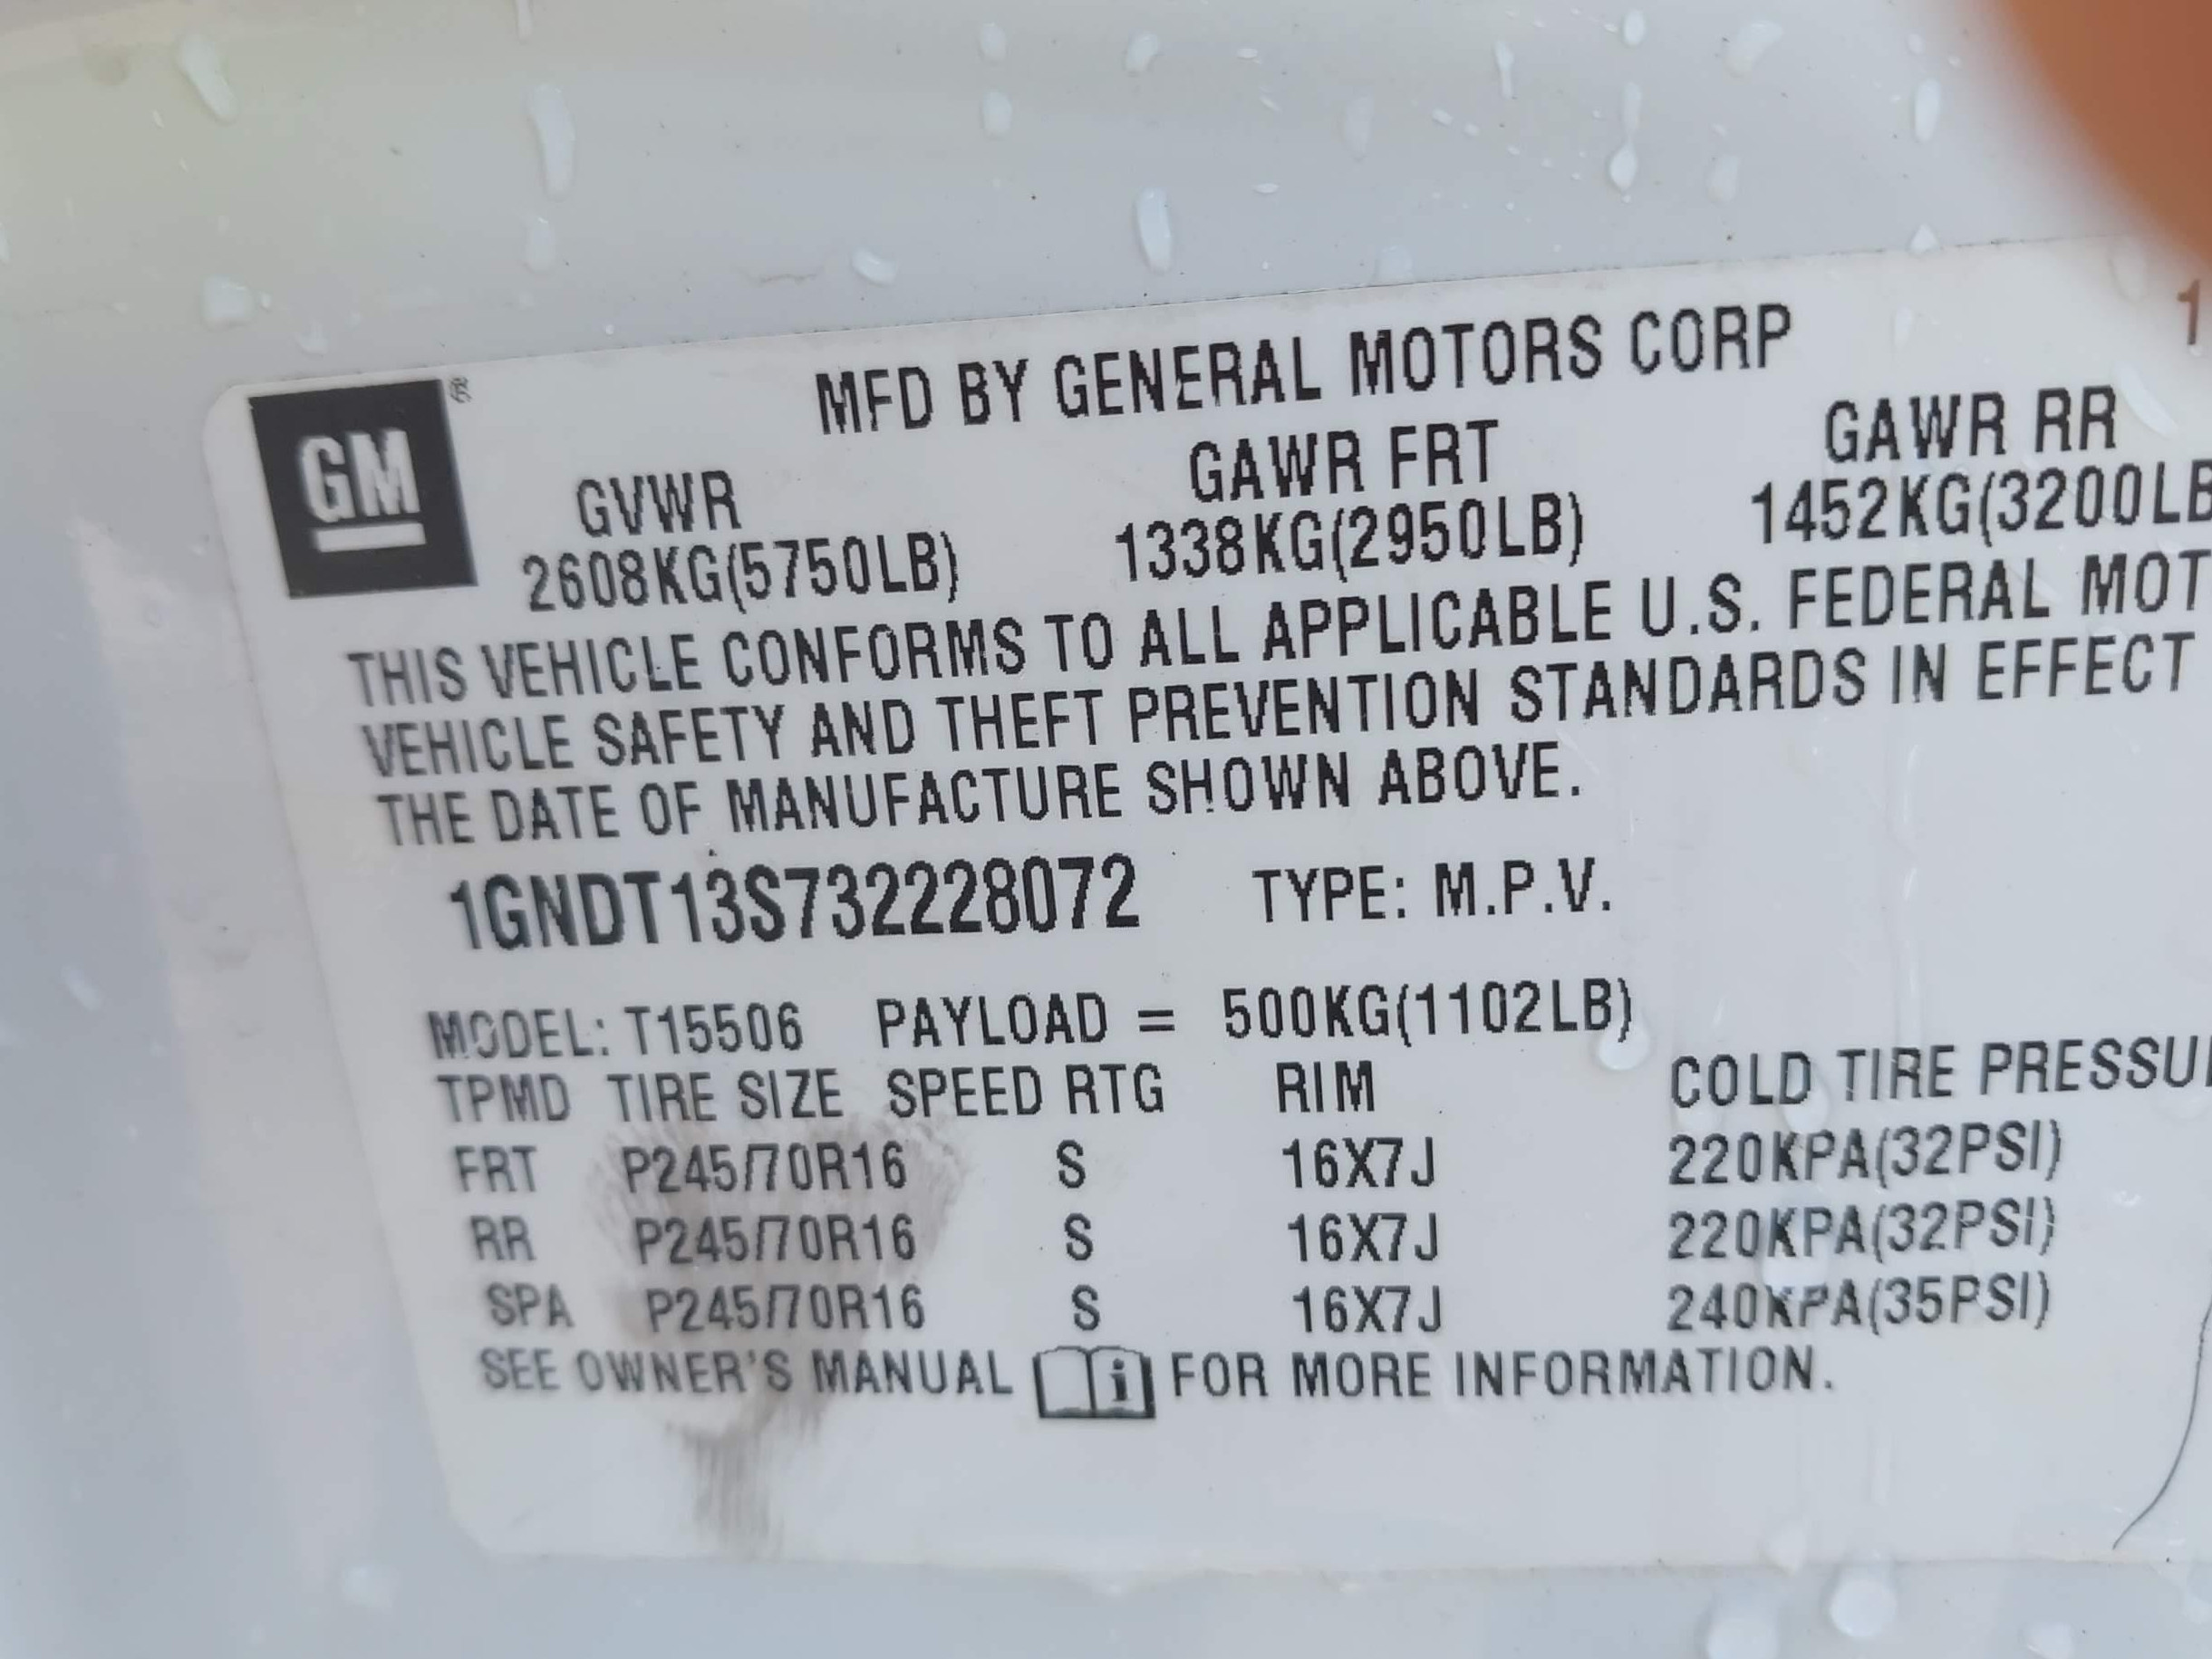 MFD BY GENERAL MOTORS CORP 1
GM ®
GVWR GAWR FRT GAWR RR
2608KG(5750LB) 1338KG(2950LB) 1452KG(3200LB
THIS VEHICLE CONFORMS TO ALL APPLICABLE U.S. FEDERAL MOT
VEHICLE SAFETY AND THEFT PREVENTION STANDARDS IN EFFECT
THE DATE OF MANUFACTURE SHOWN ABOVE.
1GNDT13S732228072 TYPE: M.P.V.
MODEL: T15506 PAYLOAD = 500KG(1102LB)
TPMD TIRE SIZE SPEED RTG RIM COLD TIRE PRESSU
FRT P245/70R16 S 16X7J 220KPA(32PSI)
RR P245/70R16 S 16X7J 220KPA(32PSI)
SPA P245/70R16 S 16X7J 240KPA(35PSI)
SEE OWNER'S MANUAL i FOR MORE INFORMATION.